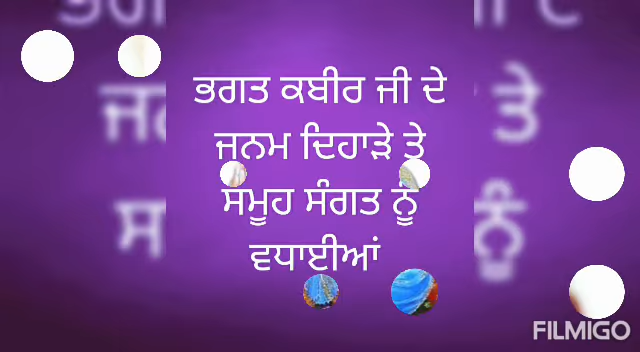 ਭਗਤ ਕਬੀਰ ਜੀ ਦੇ
ਜਨਮ ਦਿਹਾੜੇ ਤੇ
ਸਮੂਹ ਸੰਗਤ ਨੂੰ
ਵਧਾਈਆਂ
FILMIGO